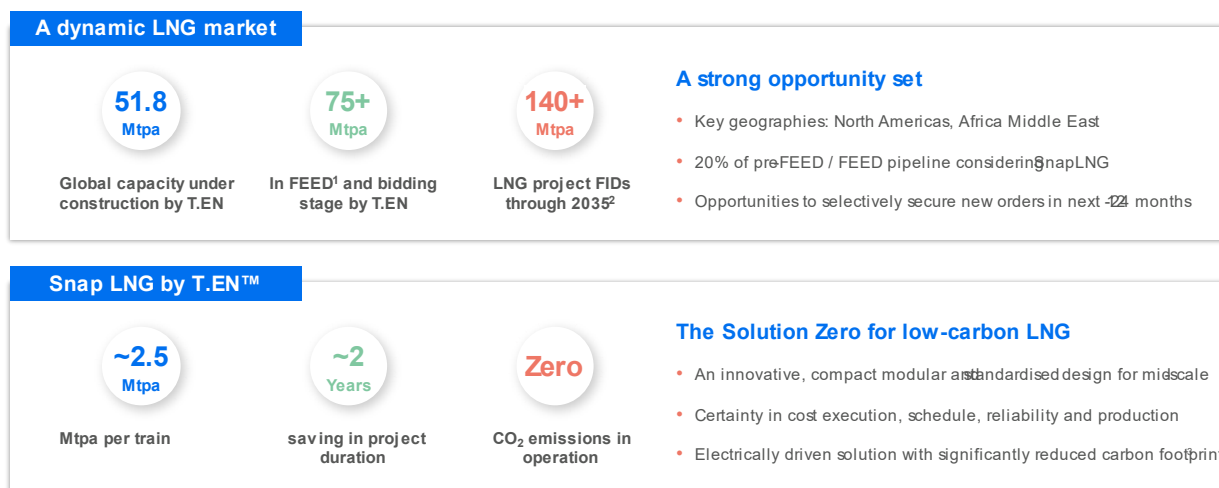 A dynamic LNG market
51.8
Mtpa
Global capacity under
construction by T.EN
75+
Mtpa
In FEED¹ and bidding
stage by T.EN
140+
Mtpa
LNG project FIDs
through 2035²
A strong opportunity set
• Key geographies: North Americas, Africa Middle East
• 20% of pre-FEED / FEED pipeline considering SnapLNG
• Opportunities to selectively secure new orders in next 12-24 months
Snap LNG by T.EN™
~2.5
Mtpa
Mtpa per train
~2
Years
saving in project
duration
Zero
CO₂ emissions in
operation
The Solution Zero for low-carbon LNG
• An innovative, compact modular and standardised design for mid-scale
• Certainty in cost execution, schedule, reliability and production
• Electrically driven solution with significantly reduced carbon footprint³